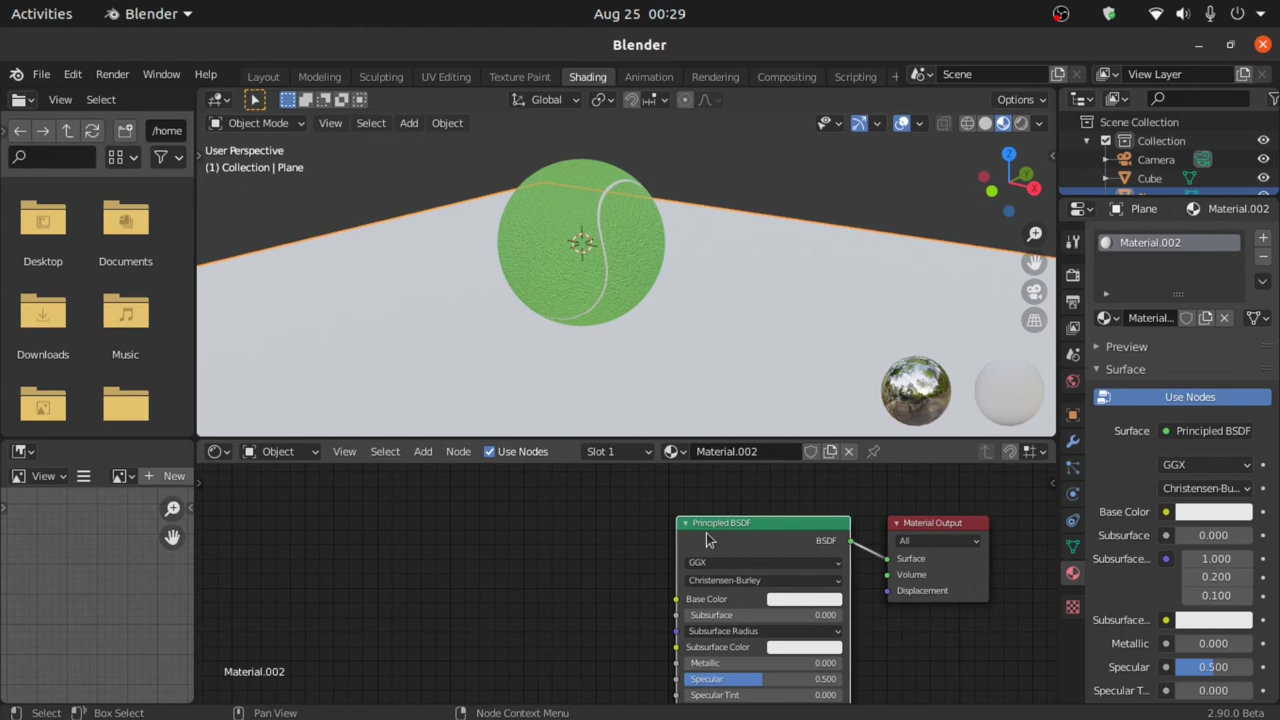 Activities Blender Aug 25 00:29
Blender
File Edit Render Window Help Layout Modeling Sculpting UV Editing Texture Paint Shading Animation Rendering Compositing Scripting + Scene View Layer
View Select Global Options
/home Object Mode View Select Add Object Scene Collection
User Perspective
(1) Collection | Plane
Collection
Camera
Cube
Z
Y
X
Plane Material.002
Desktop Documents
Material.002
Downloads Music
Materi...
Preview
Surface
Use Nodes
Surface Principled BSDF
View New Object View Select Add Node Use Nodes Slot 1 Material.002
GGX
Christensen-Bu...
Base Color
Subsurface 0.000
Subsurface... 1.000
0.200
0.100
Subsurface...
Metallic 0.000
Specular 0.500
Specular T... 0.000
Principled BSDF
BSDF
GGX
Christensen-Burley
Base Color
Subsurface 0.000
Subsurface Radius
Subsurface Color
Metallic 0.000
Specular 0.500
Specular Tint 0.000
Material Output
All
Surface
Volume
Displacement
Material.002
Select Box Select Pan View Node Context Menu 2.90.0 Beta